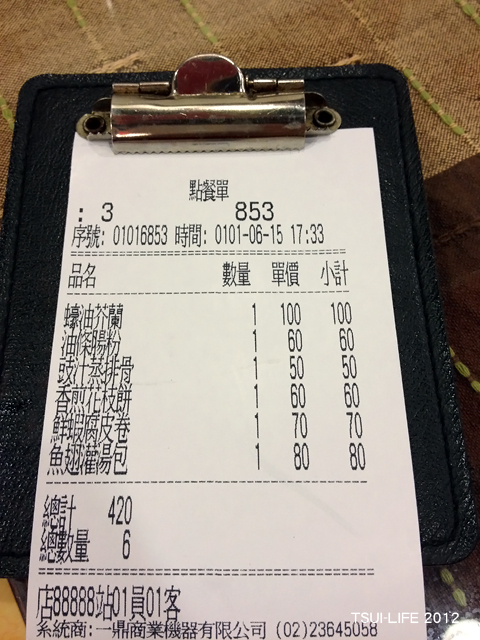 點餐單
: 3 853
序號: 01016853 時間: 0101-06-15 17:33
品名 數量 單價 小計
蠔油芥蘭 1 100 100
油條腸粉 1 60 60
豉汁蒸排骨 1 50 50
香煎花枝餅 1 60 60
鮮蝦腐皮卷 1 70 70
魚翅灌湯包 1 80 80
總計 420
總數量 6
店88888站01員01客
系統商:一鼎商業機器有限公司 (02)23645058
TSUI-LIFE 2012